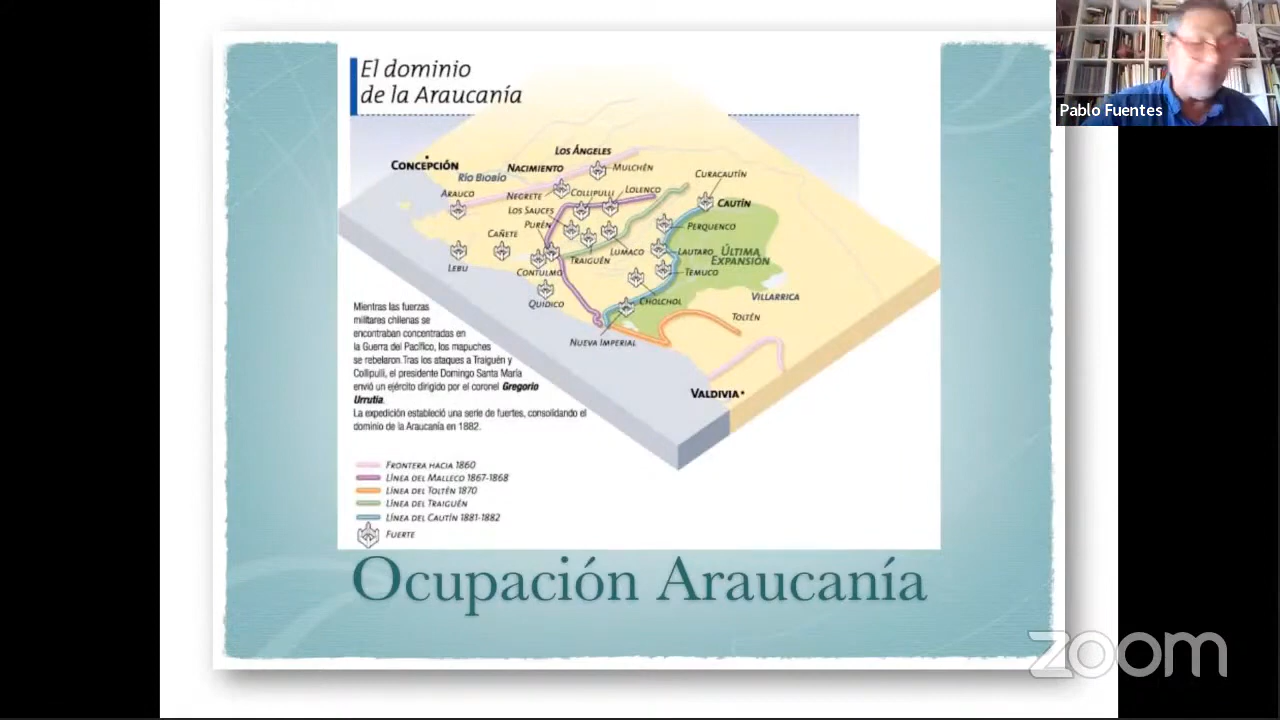 El dominio
de la Araucanía
CONCEPCIÓN
RÍO BIOBÍO
LOS ÁNGELES
NACIMIENTO
MULCHÉN
CURACAUTÍN
ARAUCO
NEGRETE
COLLIPULLI
LOLENCO
CAUTÍN
LOS SAUCES
PURÉN
PERQUENCO
CAÑETE
LUMACO
LAUTARO
ÚLTIMA
EXPANSIÓN
LEBU
CONTULMO
TRAIGUÉN
TEMUCO
QUIDICO
CHOLCHOL
VILLARRICA
TOLTÉN
NUEVA IMPERIAL
VALDIVIA
Mientras las fuerzas
militares chilenas se
encontraban concentradas en
la Guerra del Pacífico, los mapuches
se rebelaron. Tras los ataques a Traiguén y
Collipulli, el presidente Domingo Santa María
envió un ejército dirigido por el coronel Gregorio
Urrutia.
La expedición estableció una serie de fuertes, consolidando el
dominio de la Araucanía en 1882.
FRONTERA HACIA 1860
LÍNEA DEL MALLECO 1867-1868
LÍNEA DEL TOLTÉN 1870
LÍNEA DEL TRAIGUÉN
LÍNEA DEL CAUTÍN 1881-1882
FUERTE
Ocupación Araucanía
Pablo Fuentes
zoom